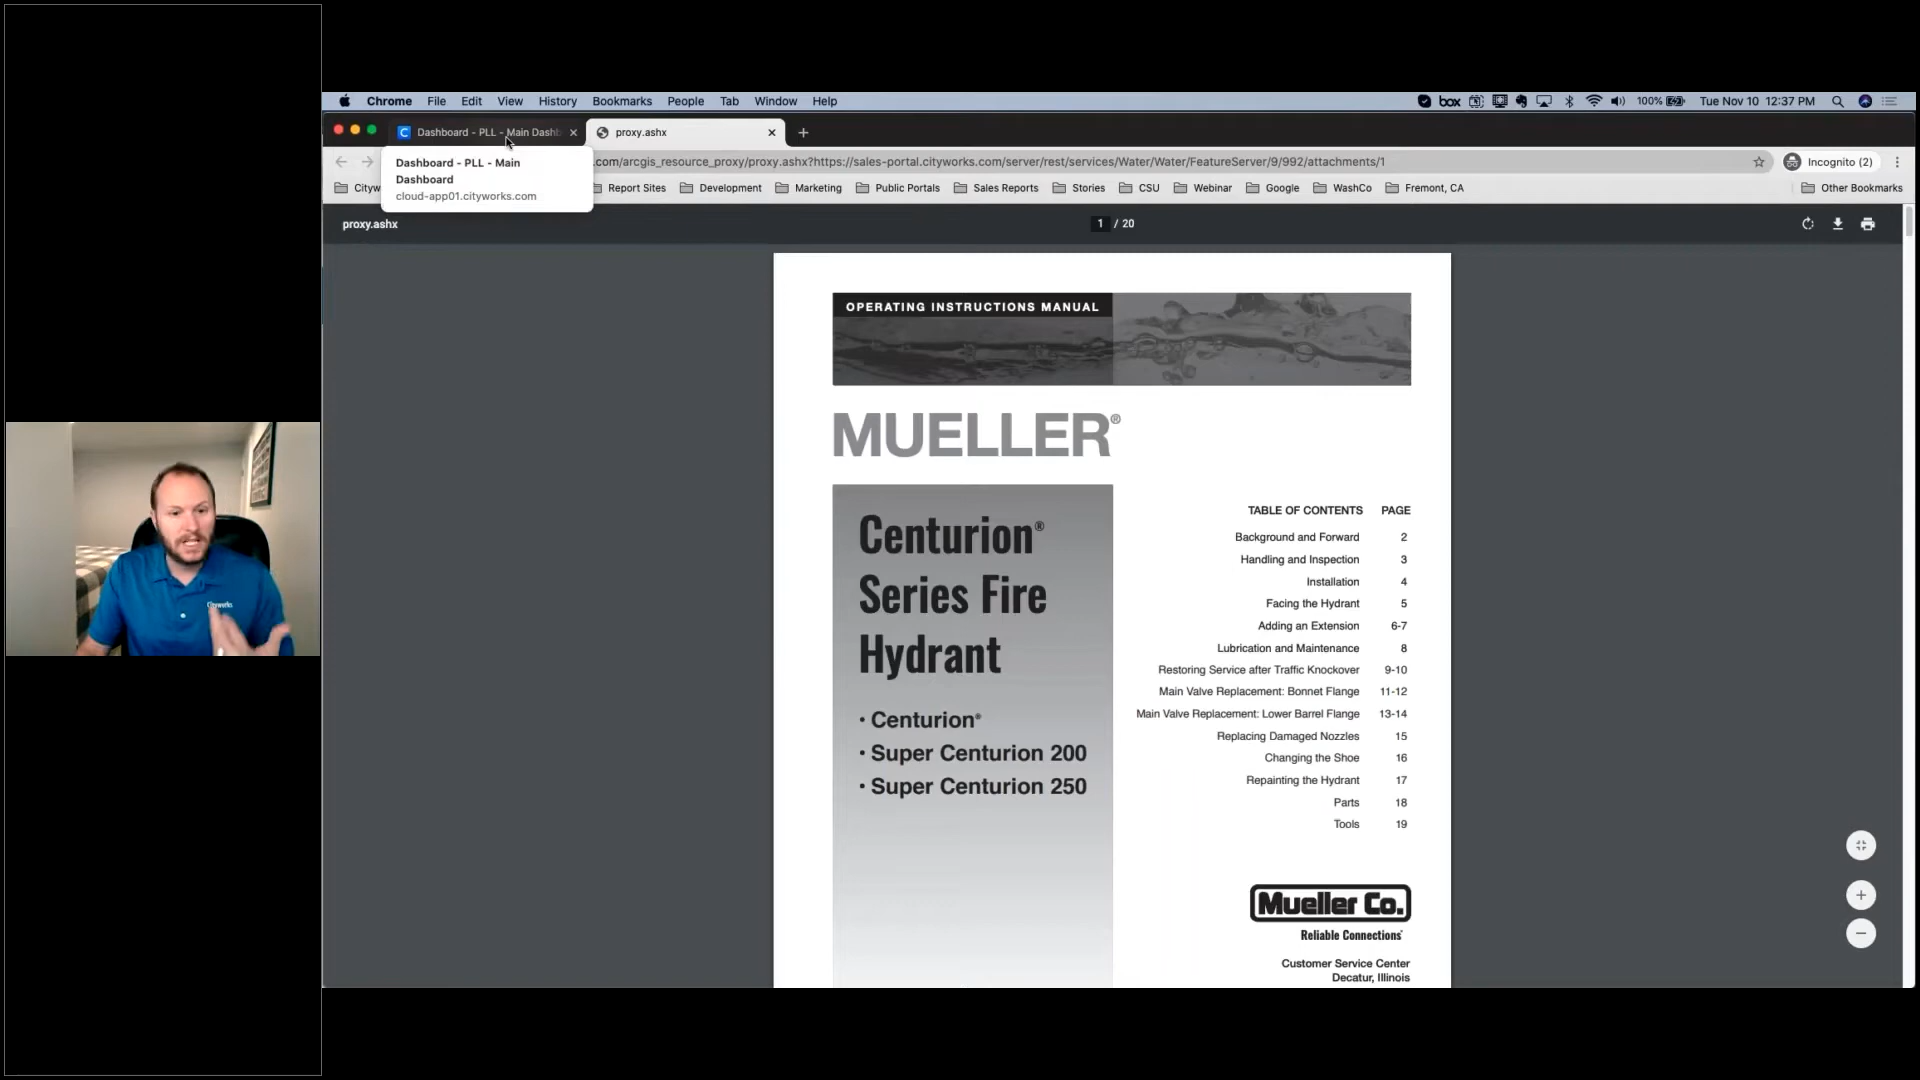 Chrome File Edit View History Bookmarks People Tab Window Help
box 100% Tue Nov 10 12:37 PM
Dashboard - PLL - Main Dashb
proxy.ashx
.com/arcgis_resource_proxy/proxy.ashx?https://sales-portal.cityworks.com/server/rest/services/Water/Water/FeatureServer/9/992/attachments/1
Incognito (2)
Dashboard - PLL - Main
Dashboard
cloud-app01.cityworks.com
Cityw Report Sites Development Marketing Public Portals Sales Reports Stories CSU Webinar Google WashCo Fremont, CA Other Bookmarks
proxy.ashx
1 / 20
OPERATING INSTRUCTIONS MANUAL
MUELLER®
Centurion®
Series Fire
Hydrant
• Centurion®
• Super Centurion 200
• Super Centurion 250
TABLE OF CONTENTS PAGE
Background and Forward 2
Handling and Inspection 3
Installation 4
Facing the Hydrant 5
Adding an Extension 6-7
Lubrication and Maintenance 8
Restoring Service after Traffic Knockover 9-10
Main Valve Replacement: Bonnet Flange 11-12
Main Valve Replacement: Lower Barrel Flange 13-14
Replacing Damaged Nozzles 15
Changing the Shoe 16
Repainting the Hydrant 17
Parts 18
Tools 19
Mueller Co.
Reliable Connections
Customer Service Center
Decatur, Illinois
Cityworks